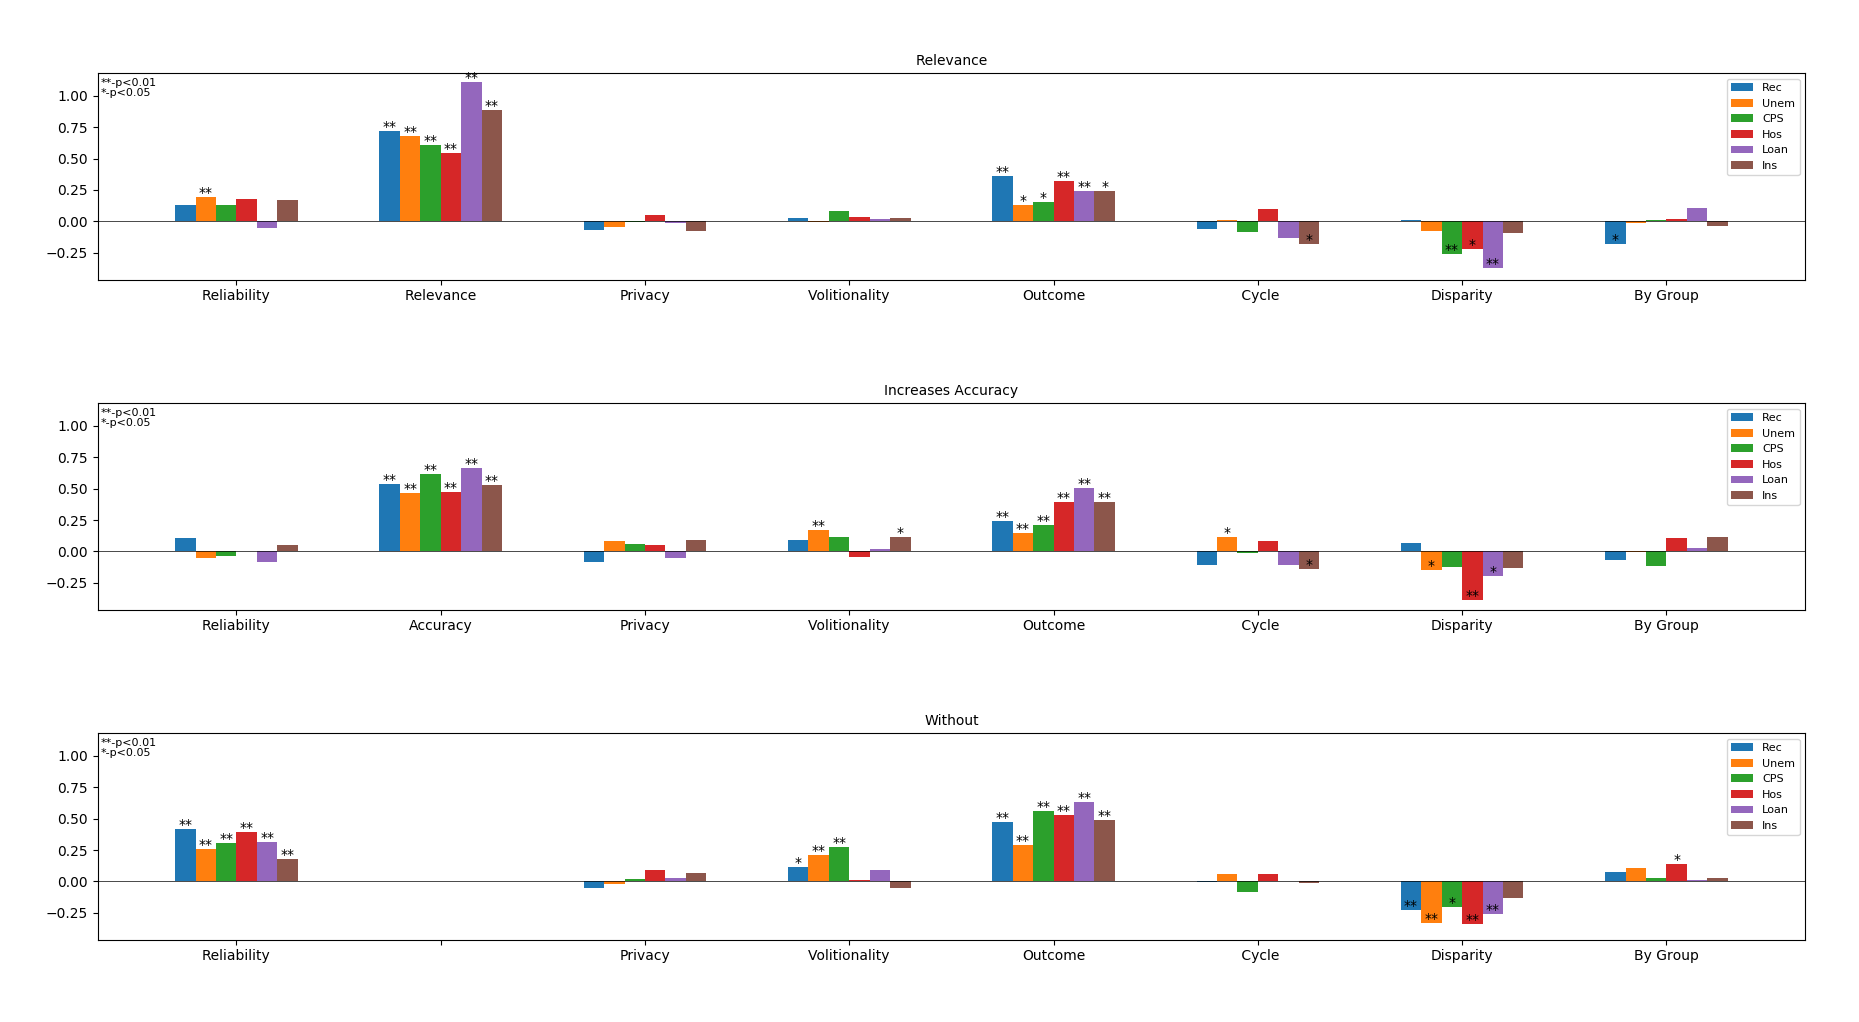 Relevance
**-p<0.01
*-p<0.05
1.00
0.75
0.50
0.25
0.00
−0.25
** 
** ** ** ** ** **
** * * ** ** *
*
** * **
*
Rec
Unem
CPS
Hos
Loan
Ins
Reliability Relevance Privacy Volitionality Outcome Cycle Disparity By Group
Increases Accuracy
**-p<0.01
*-p<0.05
1.00
0.75
0.50
0.25
0.00
−0.25
** ** ** ** ** **
** *
** ** ** ** ** **
* *
* ** *
Rec
Unem
CPS
Hos
Loan
Ins
Reliability Accuracy Privacy Volitionality Outcome Cycle Disparity By Group
Without
**-p<0.01
*-p<0.05
1.00
0.75
0.50
0.25
0.00
−0.25
** ** ** ** ** **
* ** **
** ** ** ** ** **
** ** * ** **
*
Rec
Unem
CPS
Hos
Loan
Ins
Reliability Privacy Volitionality Outcome Cycle Disparity By Group